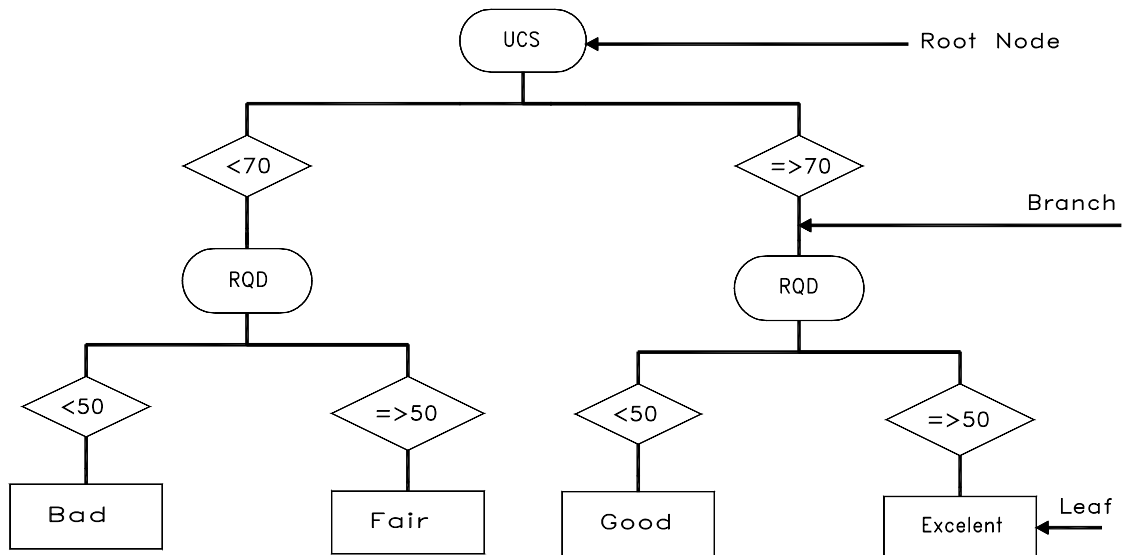 UCS
Root Node
<70
=>70
Branch
RQD
RQD
<50
=>50
<50
=>50
Bad
Fair
Good
Excelent
Leaf